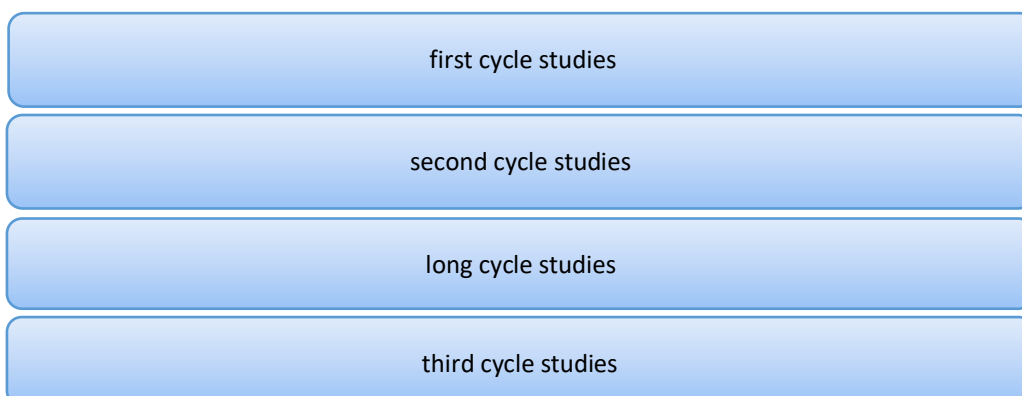 first cycle studies
second cycle studies
long cycle studies
third cycle studies